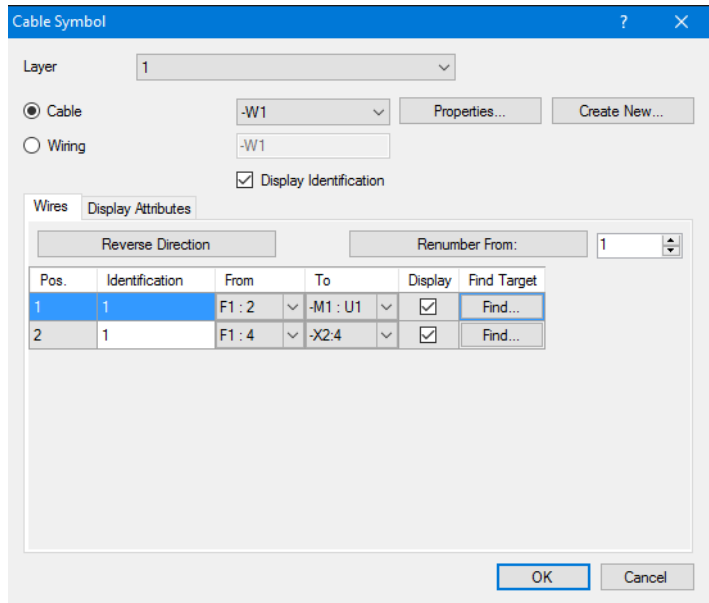 Cable Symbol ? ×
Layer 1
Cable -W1 Properties... Create New...
Wiring -W1
Display Identification
Wires Display Attributes
Reverse Direction Renumber From: 1
Pos. Identification From To Display Find Target
1 1 F1 : 2 -M1 : U1 Find...
2 1 F1 : 4 -X2:4 Find...
OK Cancel